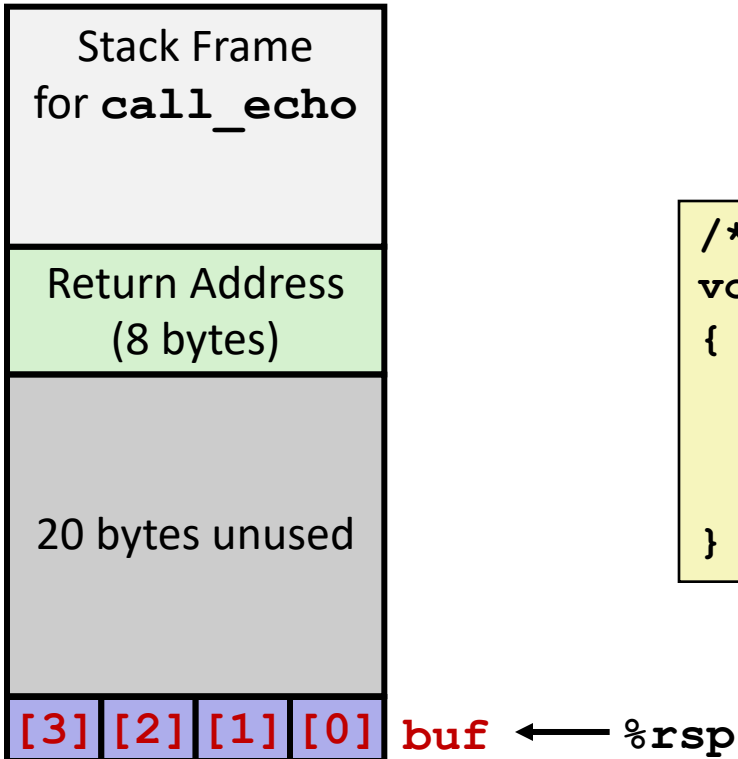 Stack Frame
for call_echo
Return Address
(8 bytes)
20 bytes unused
[3] [2] [1] [0] buf ← %rsp
/*
vo
{
}